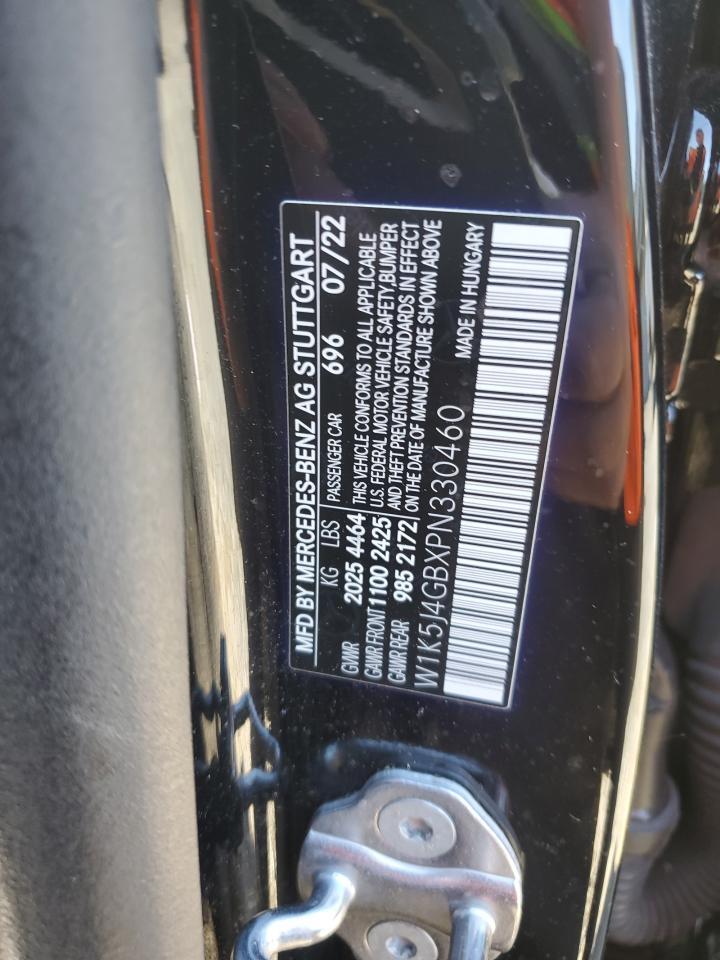 MFD BY MERCEDES-BENZ AG STUTTGART
KG LBS PASSENGER CAR 696 07/22
GVWR 2025 4464 THIS VEHICLE CONFORMS TO ALL APPLICABLE
GAWR FRONT 1100 2425 U.S. FEDERAL MOTOR VEHICLE SAFETY, BUMPER
GAWR REAR 985 2172 AND THEFT PREVENTION STANDARDS IN EFFECT
ON THE DATE OF MANUFACTURE SHOWN ABOVE
W1K5J4GBXPN330460 MADE IN HUNGARY